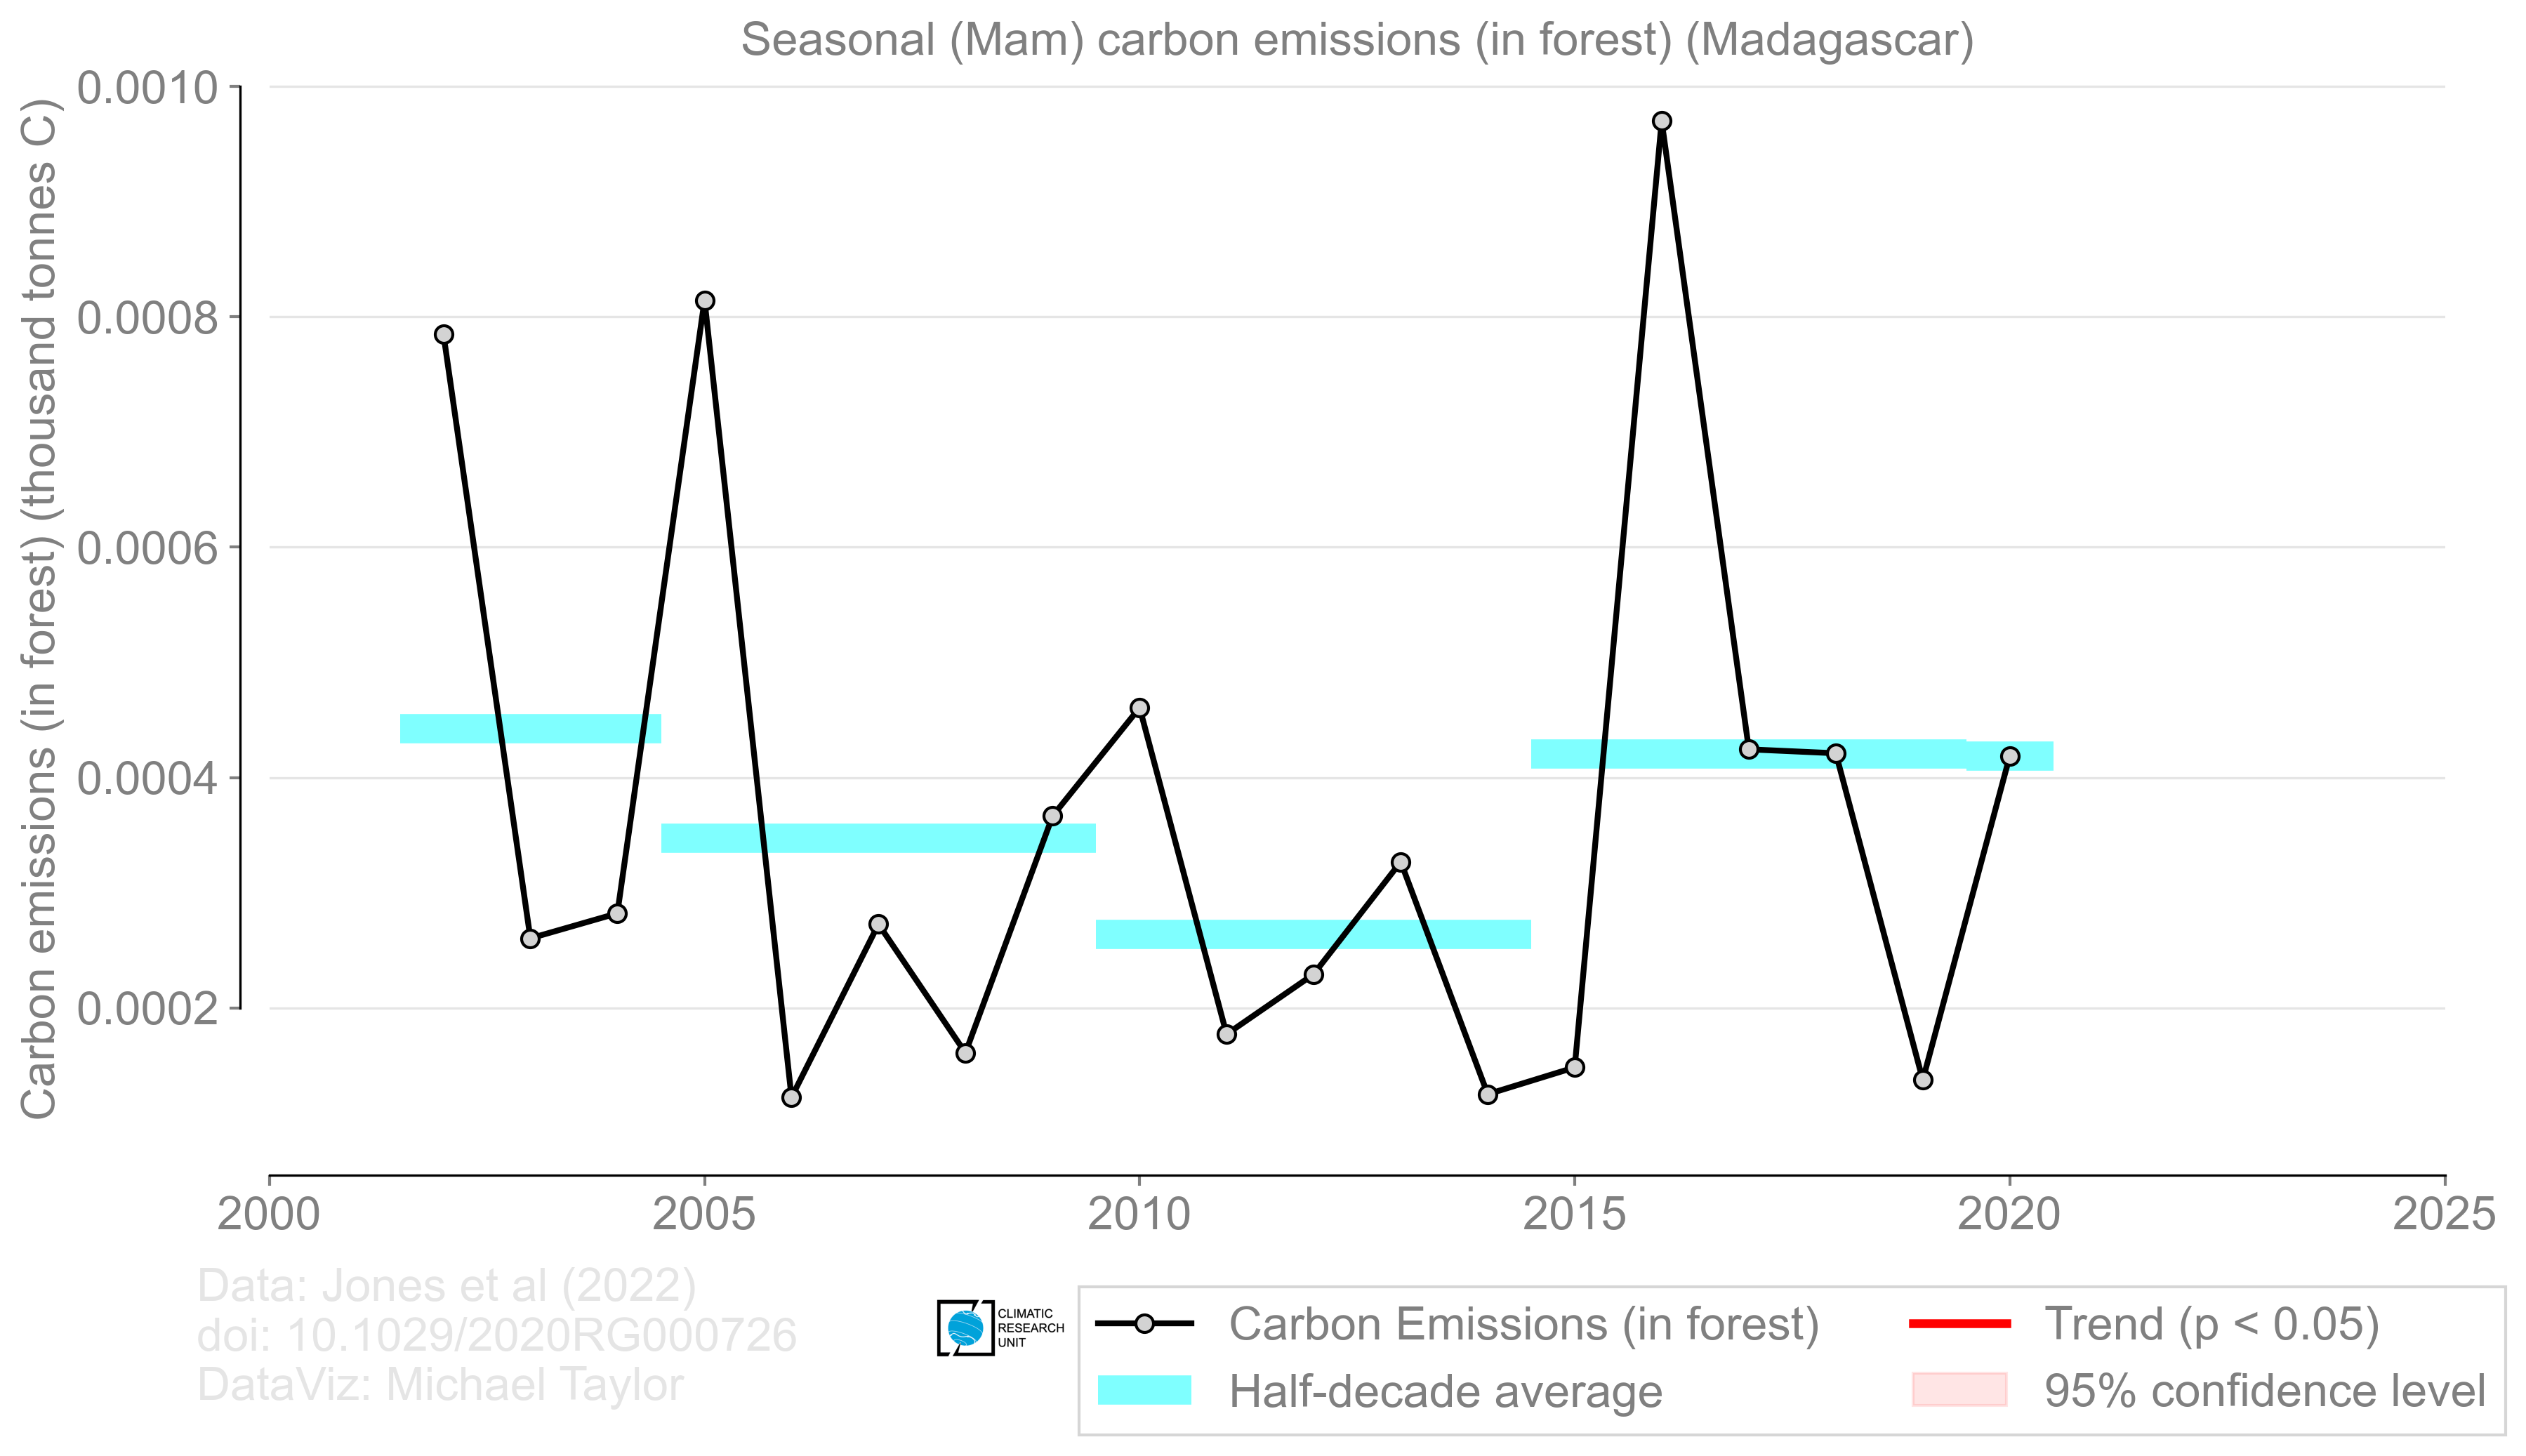 Seasonal (Mam) carbon emissions (in forest) (Madagascar)
Carbon emissions (in forest) (thousand tonnes C)
0.0010
0.0008
0.0006
0.0004
0.0002
2000
2005
2010
2015
2020
2025
Data: Jones et al (2022)
doi: 10.1029/2020RG000726
DataViz: Michael Taylor
CLIMATIC
RESEARCH
UNIT
Carbon Emissions (in forest)
Half-decade average
Trend (p < 0.05)
95% confidence level